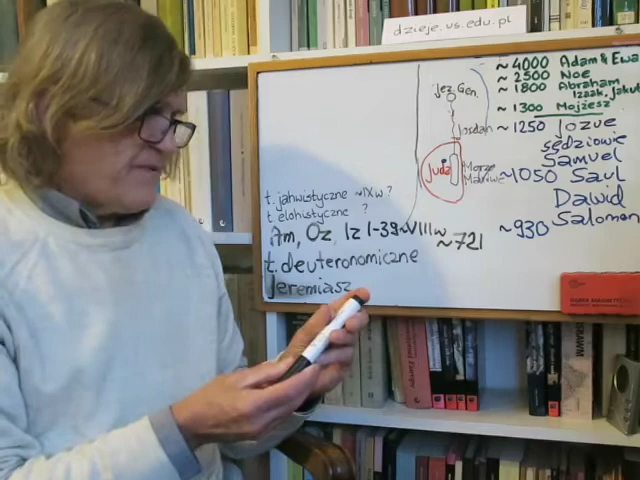 dzieje.us.edu.pl
~ 4000 Adam & Ewa
~ 2500 Noe
~ 1800 Abraham
Izaak, Jakub
~ 1300 Mojżesz
~ 1250 Jozue
sędziowie
Samuel
~1050 Saul
Dawid
Salomon
~930
jez. Gen.
Jordan
Juda
Morze
Martwe
t. jahwistyczne ~IX w?
t. elohistyczne ?
Am, Oz, Iz 1-39 ~VIII w
~721
t. deuteronomiczne
Jeremiasz